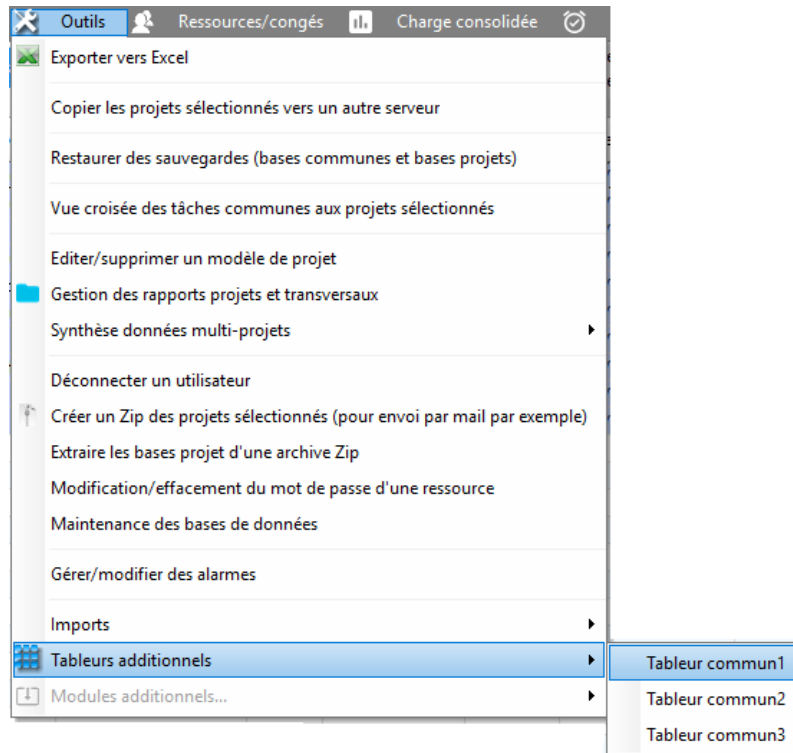 Outils Ressources/congés Charge consolidée
Exporter vers Excel
Copier les projets sélectionnés vers un autre serveur
Restaurer des sauvegardes (bases communes et bases projets)
Vue croisée des tâches communes aux projets sélectionnés
Editer/supprimer un modèle de projet
Gestion des rapports projets et transversaux
Synthèse données multi-projets
Déconnecter un utilisateur
Créer un Zip des projets sélectionnés (pour envoi par mail par exemple)
Extraire les bases projet d'une archive Zip
Modification/effacement du mot de passe d'une ressource
Maintenance des bases de données
Gérer/modifier des alarmes
Imports
Tableurs additionnels
Tableur commun1
Modules additionnels...
Tableur commun2
Tableur commun3